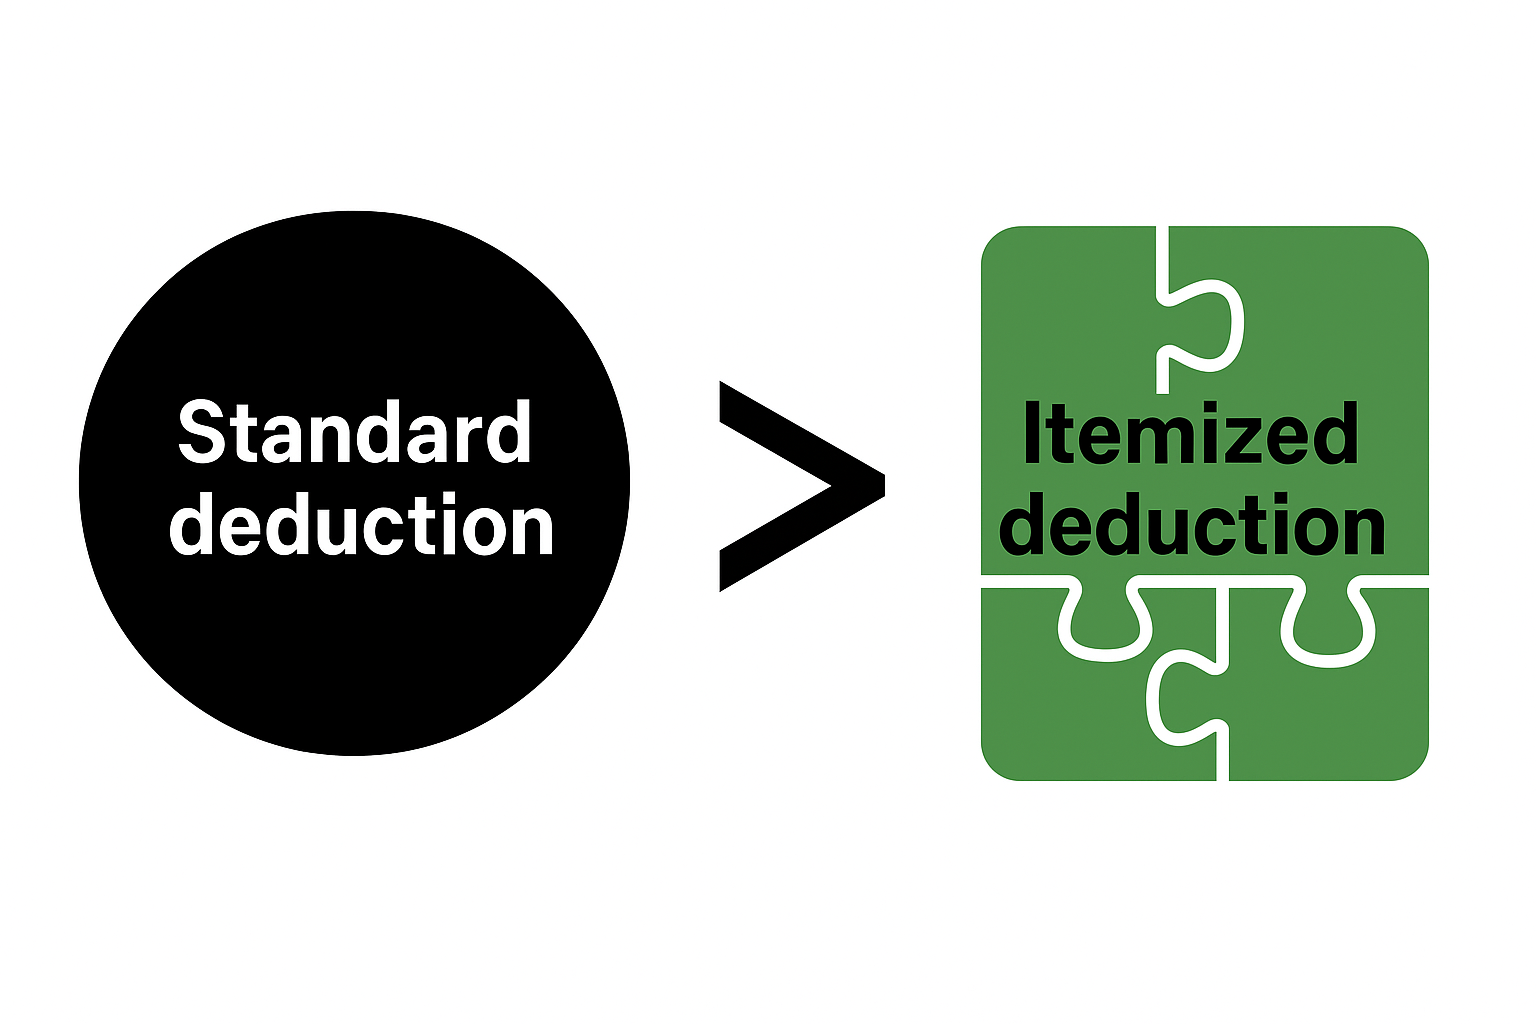 Standard
deduction
>
Itemized
deduction